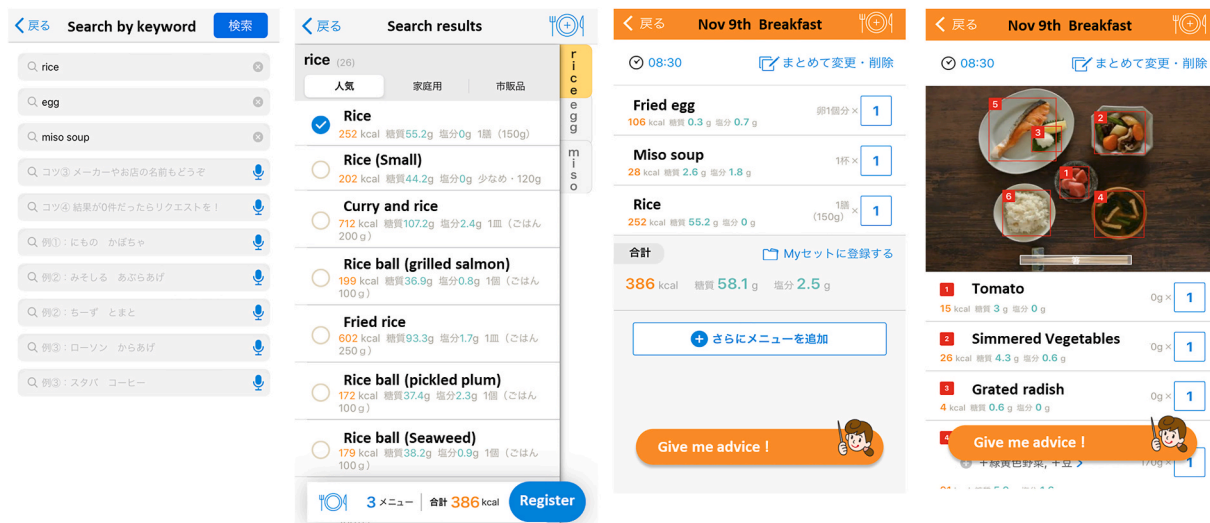 戻る Search by keyword 検索
rice
egg
miso soup
コツ③ メーカーやお店の名前もどうぞ
コツ④ 結果が0件だったらリクエストを！
例①：にもの かぼちゃ
例②：みそしる あぶらあげ
例②：ちーず とまと
例③：ローソン からあげ
例③：スタバ コーヒー
戻る Search results
rice (26)
人気 家庭用 市販品
rice
egg
miso
Rice
252 kcal 糖質55.2g 塩分0g 1膳（150g）
Rice (Small)
202 kcal 糖質44.2g 塩分0g 少なめ・120g
Curry and rice
712 kcal 糖質107.2g 塩分2.4g 1皿（ごはん
200ｇ）
Rice ball (grilled salmon)
199 kcal 糖質36.9g 塩分0.8g 1個（ごはん
100ｇ）
Fried rice
602 kcal 糖質93.3g 塩分1.7g 1皿（ごはん
250ｇ）
Rice ball (pickled plum)
172 kcal 糖質37.4g 塩分2.3g 1個（ごはん
100ｇ）
Rice ball (Seaweed)
179 kcal 糖質38.2g 塩分0.9g 1個（ごはん
100ｇ）
3 メニュー 合計 386 kcal Register
戻る Nov 9th Breakfast
08:30 まとめて変更・削除
Fried egg
106 kcal 糖質 0.3 g 塩分 0.7 g
卵1個分× 1
Miso soup
28 kcal 糖質 2.6 g 塩分 1.8 g
1杯× 1
Rice
252 kcal 糖質 55.2 g 塩分 0 g
1膳
(150g) × 1
合計 Myセットに登録する
386 kcal 糖質 58.1 g 塩分 2.5 g
さらにメニューを追加
Give me advice !
戻る Nov 9th Breakfast
08:30 まとめて変更・削除
5
2
3
1
6
4
1 Tomato
15 kcal 糖質 3 g 塩分 0 g
0g× 1
2 Simmered Vegetables
26 kcal 糖質 4.3 g 塩分 0.6 g
0g× 1
3 Grated radish
4 kcal 糖質 0.6 g 塩分 0 g
0g× 1
4
Give me advice !
＋緑黄色野菜, ＋豆
170g× 1